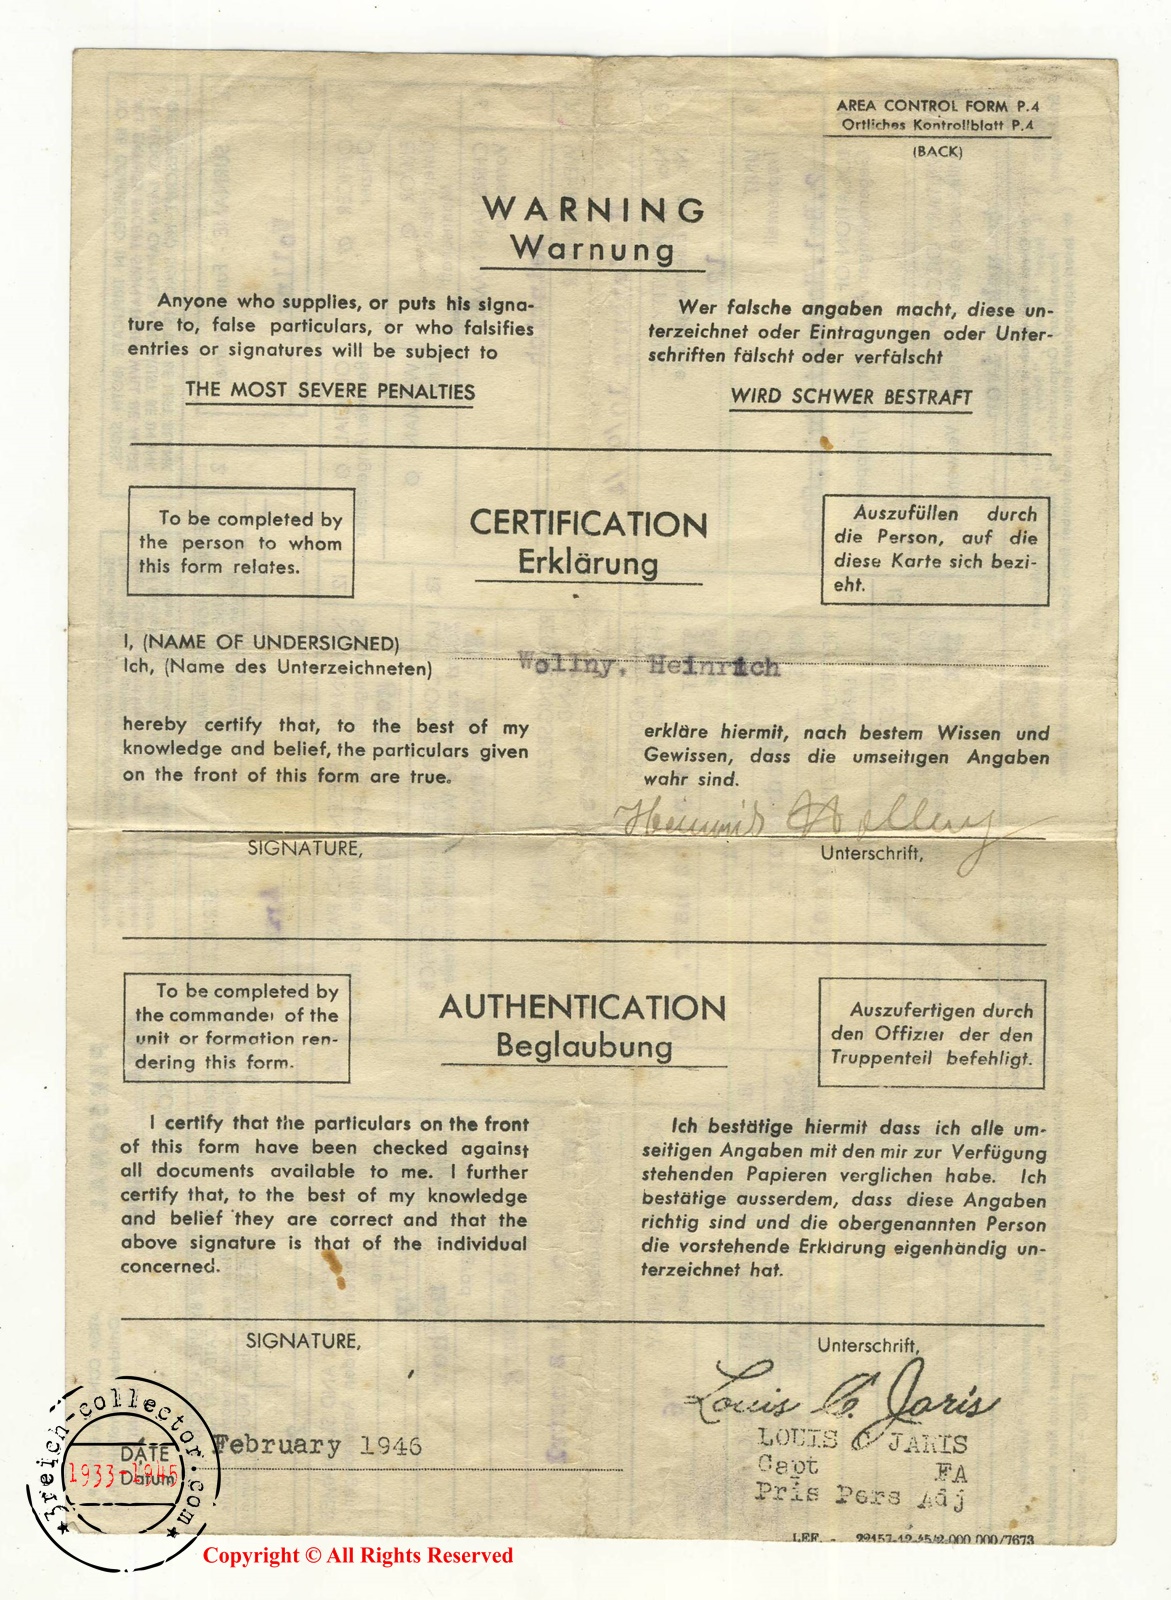 AREA CONTROL FORM P.4
Ortliches Kontrollblatt P.4
(BACK)
WARNING
Warnung
Anyone who supplies, or puts his signa-
ture to, false particulars, or who falsifies
entries or signatures will be subject to
THE MOST SEVERE PENALTIES
Wer falsche angaben macht, diese un-
terzeichnet oder Eintragungen oder Unter-
schriften fälscht oder verfälscht
WIRD SCHWER BESTRAFT
To be completed by
the person to whom
this form relates.
CERTIFICATION
Erklärung
Auszufüllen durch
die Person, auf die
diese Karte sich bezi-
eht.
I, (NAME OF UNDERSIGNED)
Ich, (Name des Unterzeichneten)
Wollny, Heinrich
hereby certify that, to the best of my
knowledge and belief, the particulars given
on the front of this form are true.
erkläre hiermit, nach bestem Wissen und
Gewissen, dass die umseitigen Angaben
wahr sind.
Heinrich Wollny
SIGNATURE,
Unterschrift,
To be completed by
the commander of the
unit or formation ren-
dering this form.
AUTHENTICATION
Beglaubung
Auszufertigen durch
den Offizier der den
Truppenteil befehligt.
I certify that the particulars on the front
of this form have been checked against
all documents available to me. I further
certify that, to the best of my knowledge
and belief they are correct and that the
above signature is that of the individual
concerned.
Ich bestätige hiermit dass ich alle um-
seitigen Angaben mit den mir zur Verfügung
stehenden Papieren verglichen habe. Ich
bestätige ausserdem, dass diese Angaben
richtig sind und die obergenannten Person
die vorstehende Erklärung eigenhändig un-
terzeichnet hat.
SIGNATURE,
Unterschrift,
Louis C. Jaris
LOUIS C JARIS
Capt FA
Pris Pers Adj
February 1946
DATE
Datum
3reich-collector.com
1933-1945
Copyright © All Rights Reserved